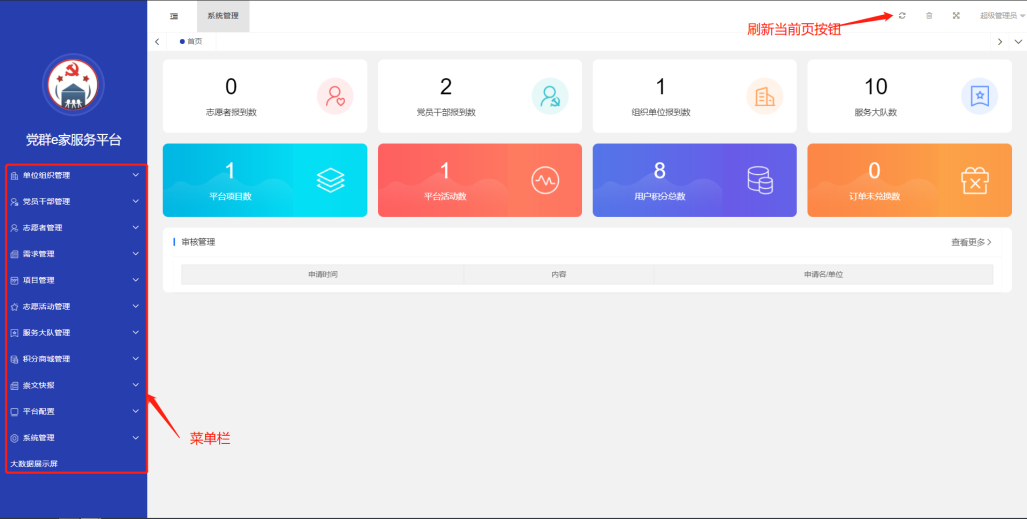 系统管理
刷新当前页按钮
超级管理员
首页
党群e家服务平台
单位组织管理
党员干部管理
志愿者管理
需求管理
项目管理
志愿活动管理
服务大队管理
积分商城管理
崇文快报
平台配置
系统管理
大数据展示屏
菜单栏
0
志愿者报到数
2
党员干部报到数
1
组织单位报到数
10
服务大队数
1
平台项目数
1
平台活动数
8
用户积分总数
0
订单未兑换数
审核管理
查看更多
申请时间
内容
申请名/单位